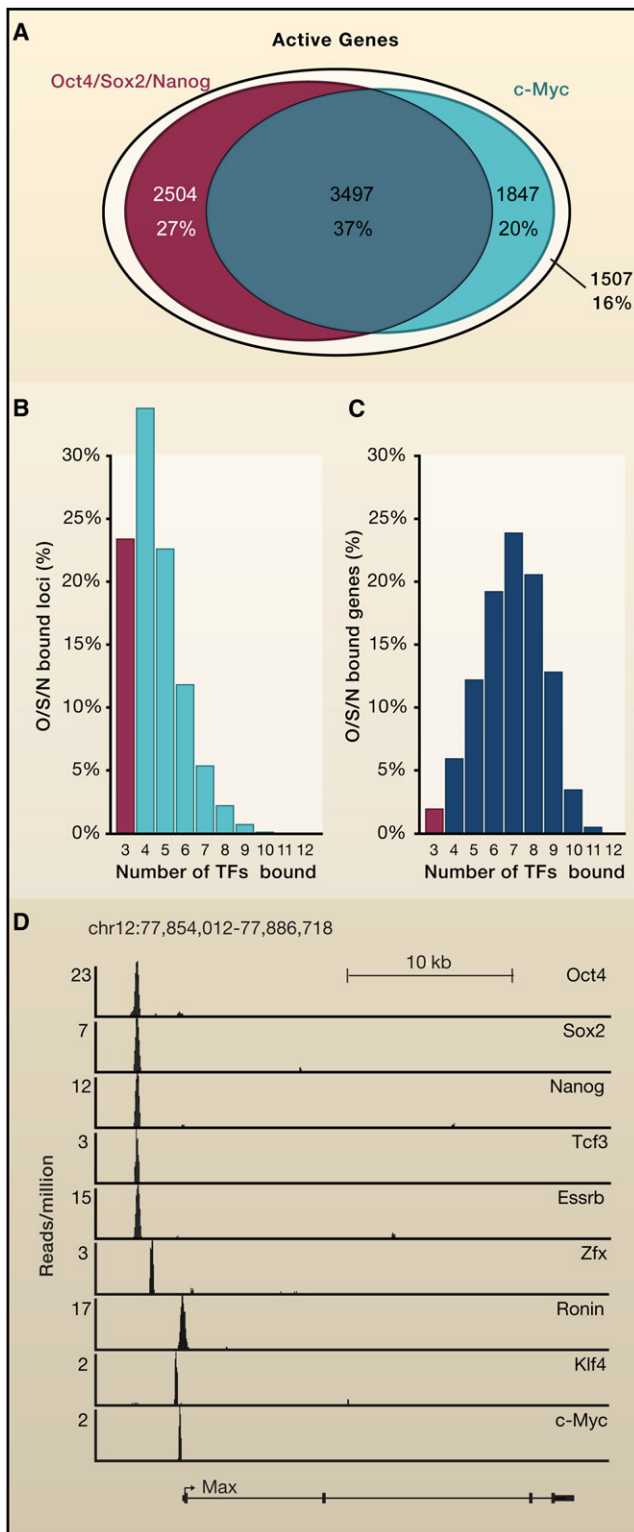 A
Active Genes
Oct4/Sox2/Nanog
c-Myc
2504
27%
3497
37%
1847
20%
1507
16%
B
O/S/N bound loci (%)
30%
25%
20%
15%
10%
5%
0%
3 4 5 6 7 8 9 10 11 12
Number of TFs bound
C
O/S/N bound genes (%)
30%
25%
20%
15%
10%
5%
0%
3 4 5 6 7 8 9 10 11 12
Number of TFs bound
D
chr12:77,854,012-77,886,718
10 kb
Reads/million
23 Oct4
7 Sox2
12 Nanog
3 Tcf3
15 Essrb
3 Zfx
17 Ronin
2 Klf4
2 c-Myc
Max